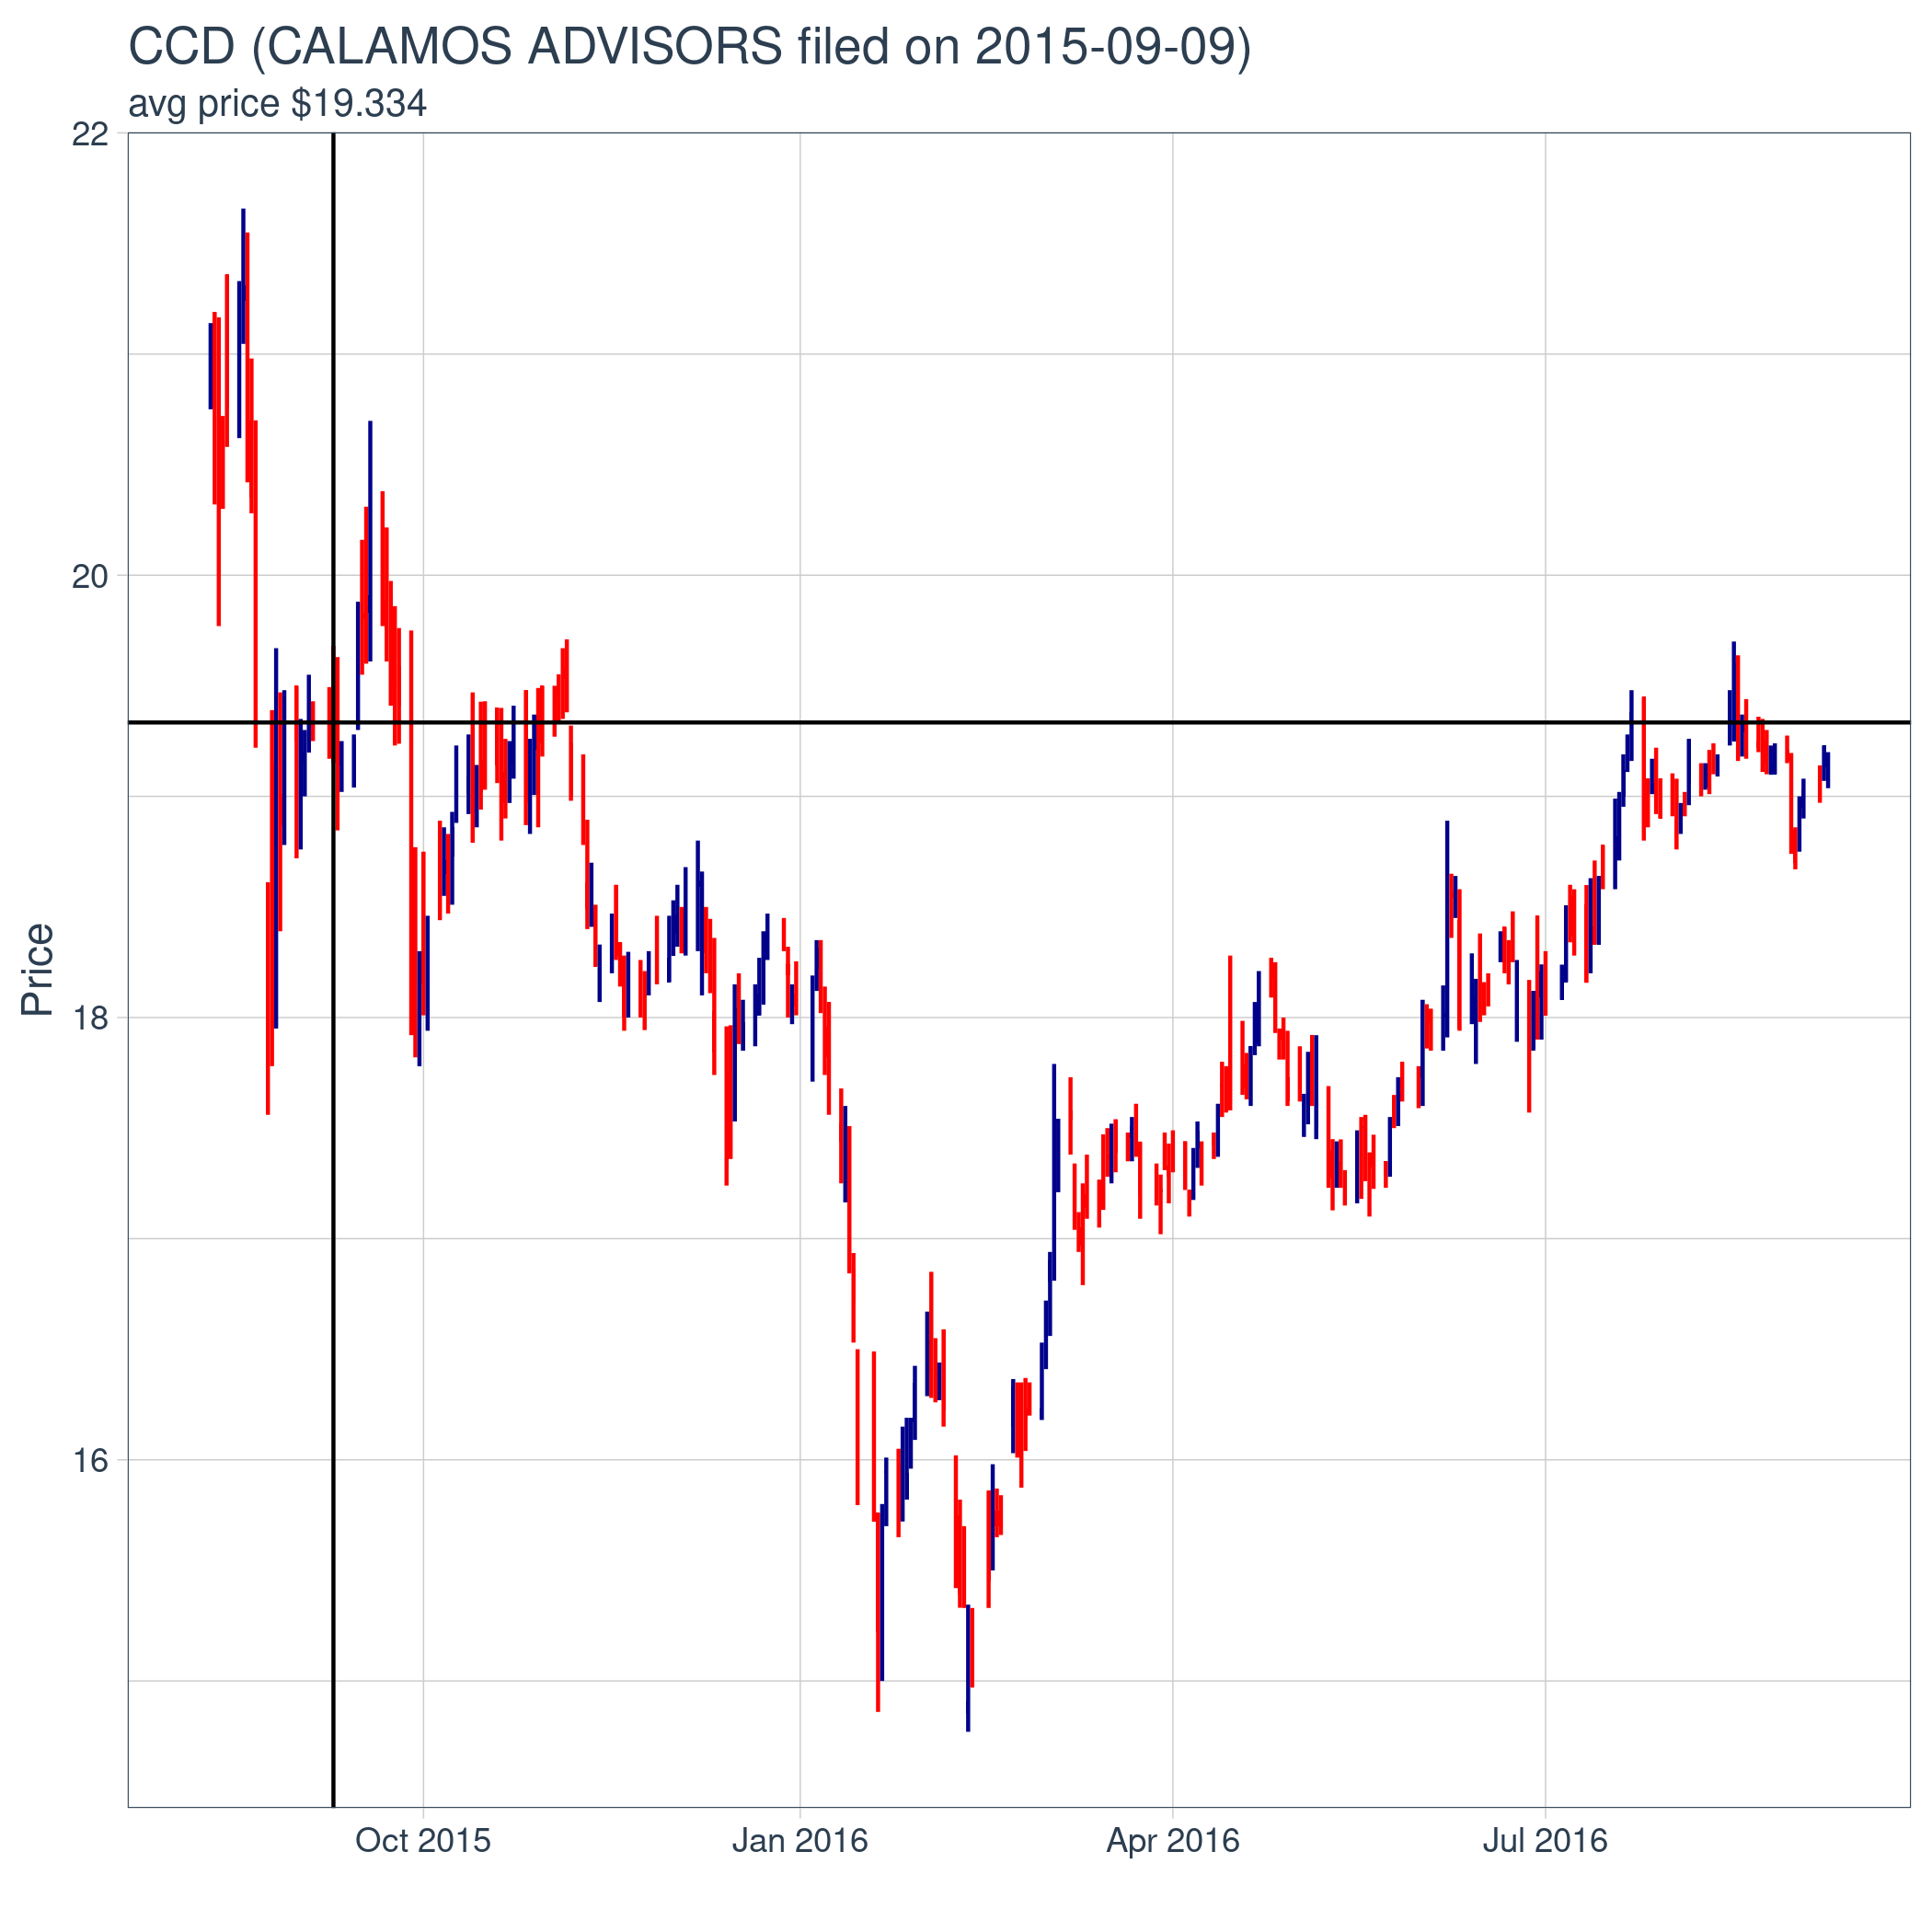 CCD (CALAMOS ADVISORS filed on 2015-09-09)
avg price $19.334
22
20
18
16
Price
Oct 2015
Jan 2016
Apr 2016
Jul 2016